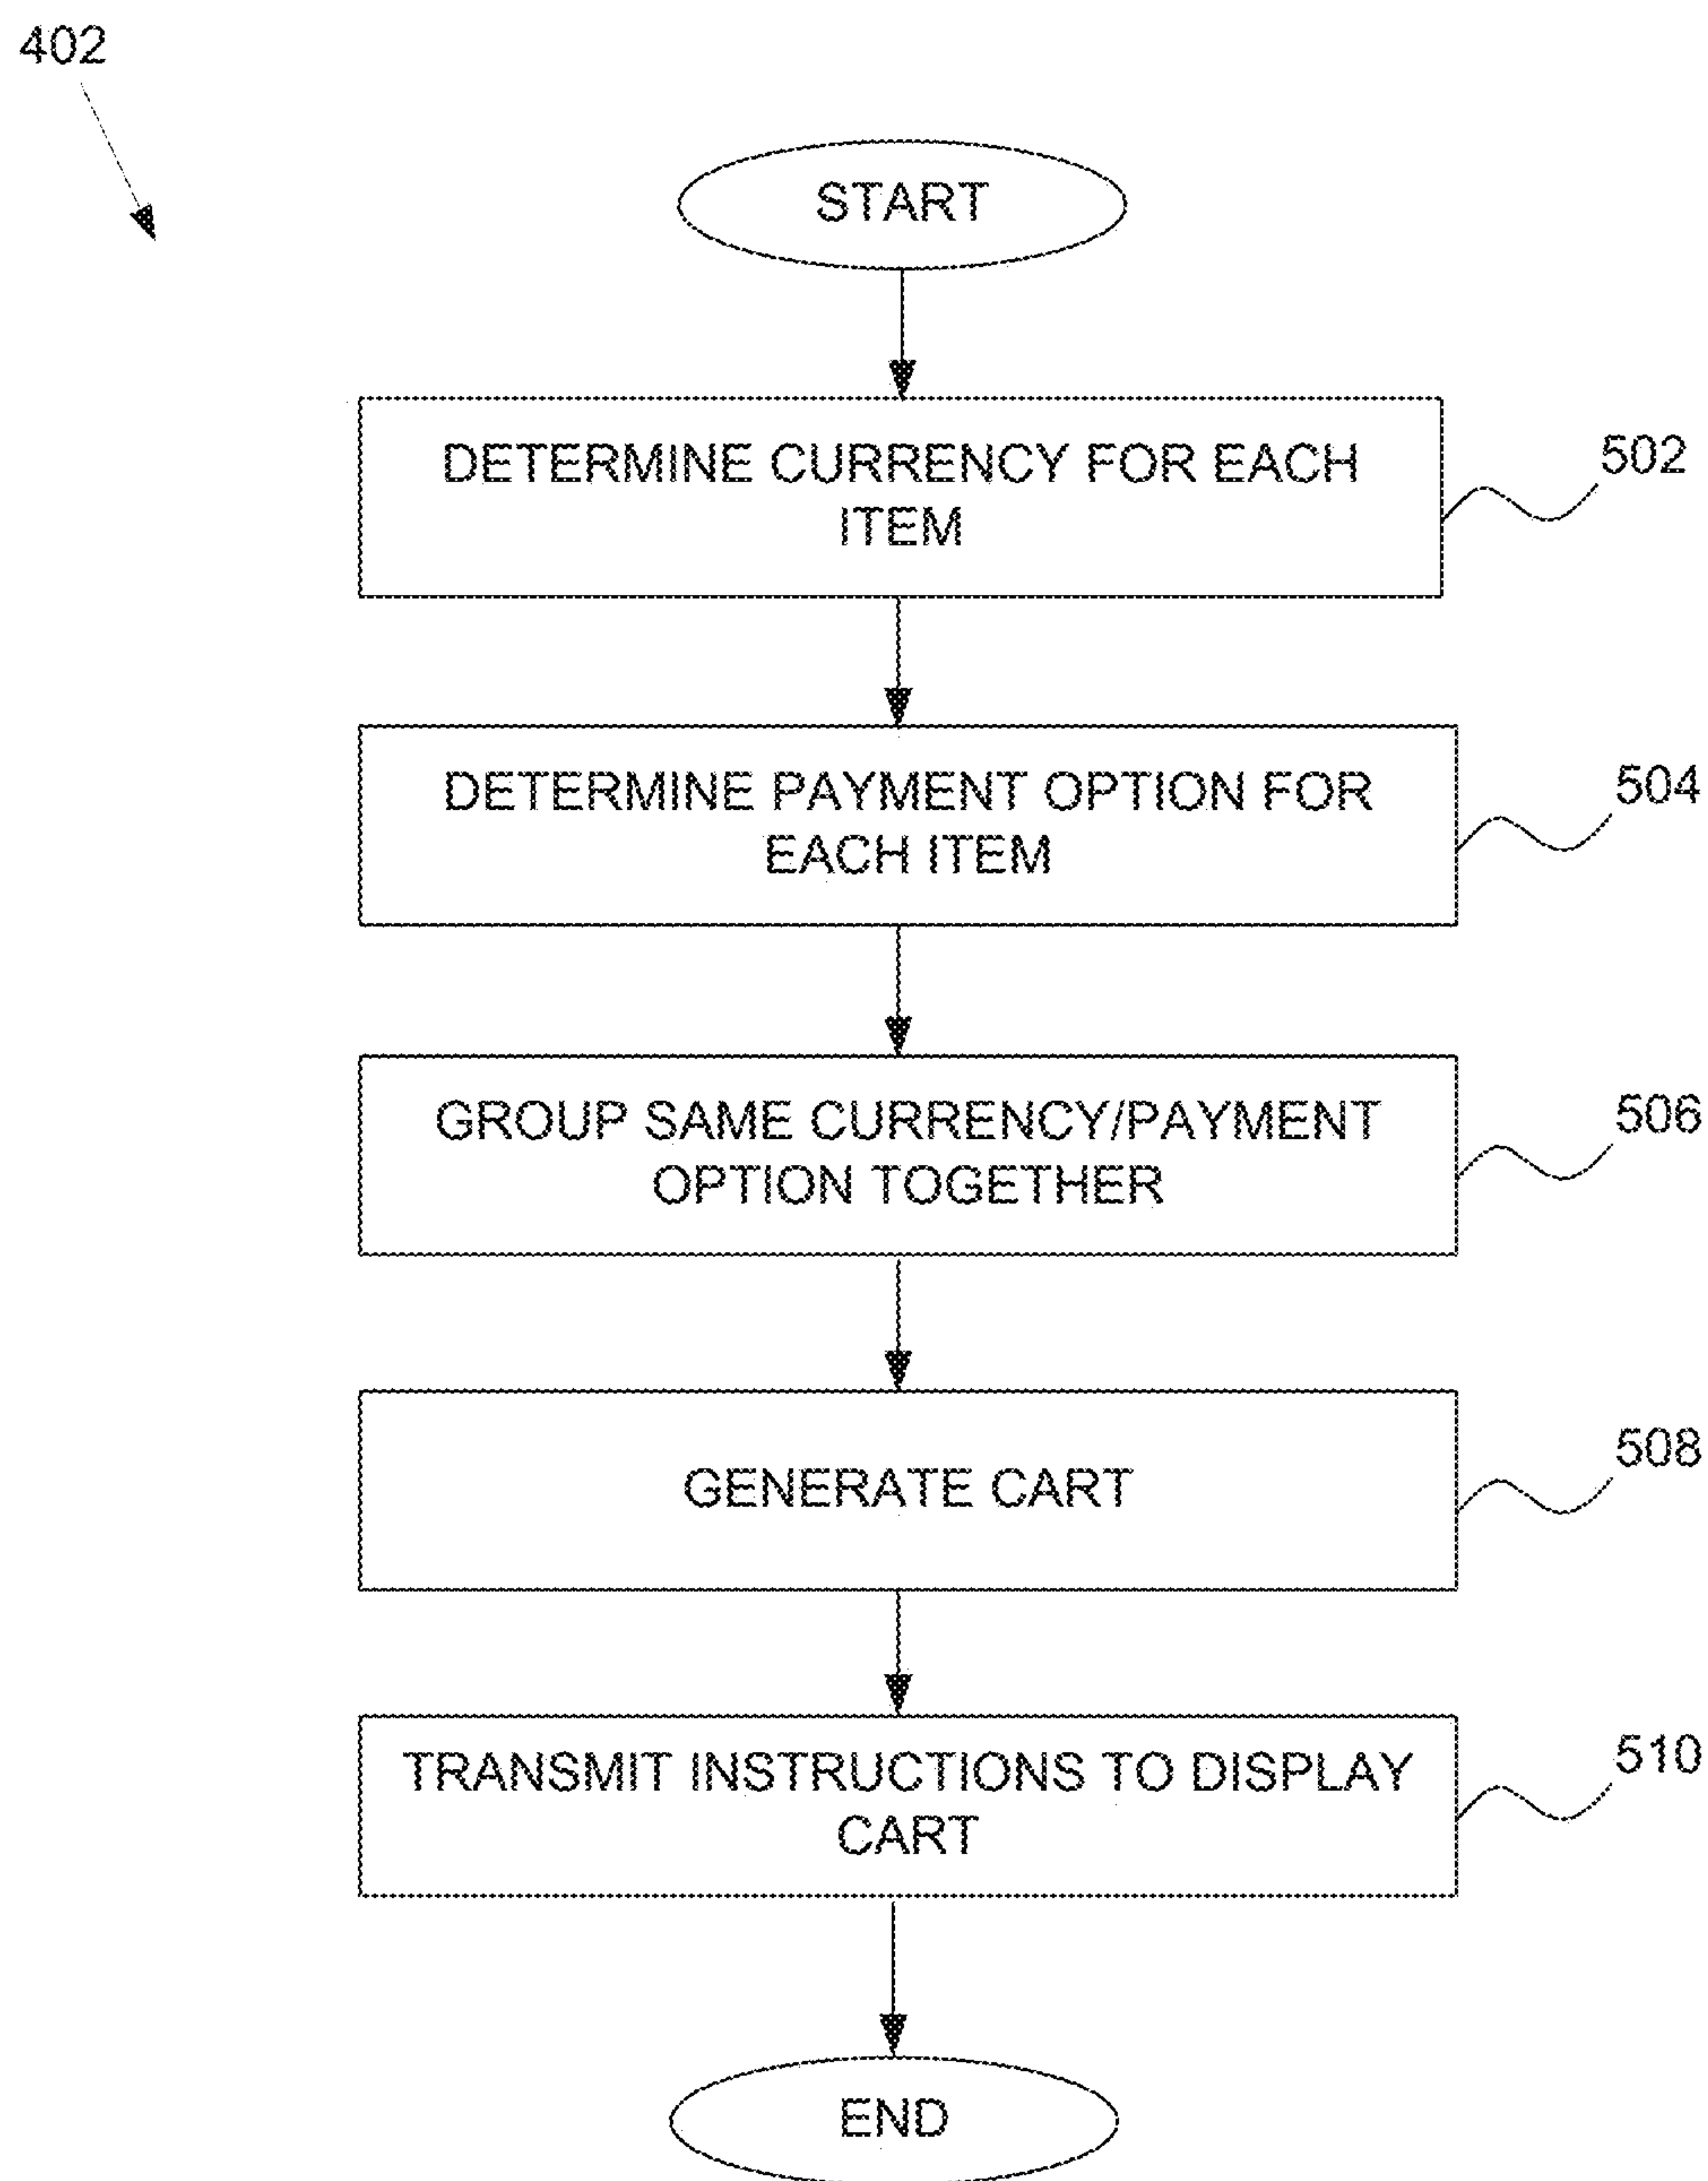 402
START
DETERMINE CURRENCY FOR EACH
ITEM
502
DETERMINE PAYMENT OPTION FOR
EACH ITEM
504
GROUP SAME CURRENCY/PAYMENT
OPTION TOGETHER
506
GENERATE CART
508
TRANSMIT INSTRUCTIONS TO DISPLAY
CART
510
END